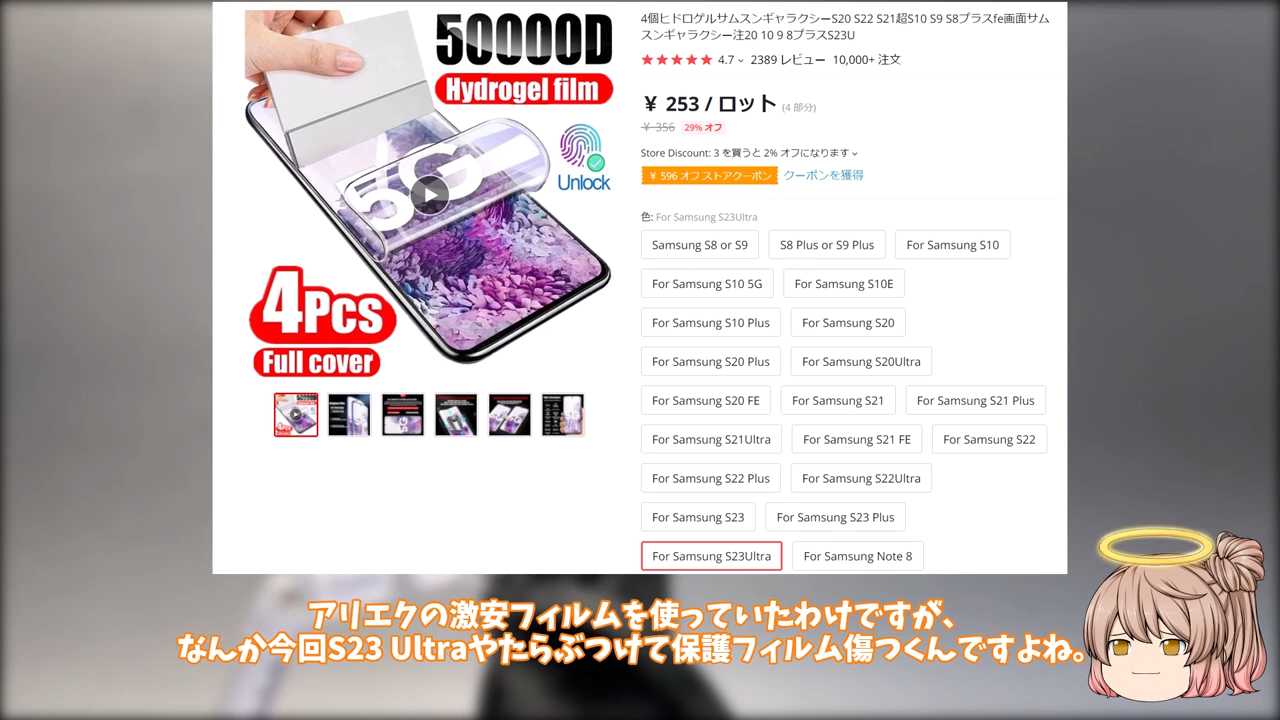 50000D
Hydrogel film
5G
Unlock
4Pcs
Full cover
4個ヒドロゲルサムスンギャラクシーS20 S22 S21超S10 S9 S8プラスfe画面サム
スンギャラクシー注20 10 9 8プラスS23U
4.7 2389 レビュー 10,000+ 注文
¥ 253 / ロット (4 部分)
¥ 356 29% オフ
Store Discount: 3 を買うと 2% オフになります
¥ 596 オフ ストアクーポン クーポンを獲得
色: For Samsung S23Ultra
Samsung S8 or S9 S8 Plus or S9 Plus For Samsung S10
For Samsung S10 5G For Samsung S10E
For Samsung S10 Plus For Samsung S20
For Samsung S20 Plus For Samsung S20Ultra
For Samsung S20 FE For Samsung S21 For Samsung S21 Plus
For Samsung S21Ultra For Samsung S21 FE For Samsung S22
For Samsung S22 Plus For Samsung S22Ultra
For Samsung S23 For Samsung S23 Plus
For Samsung S23Ultra For Samsung Note 8
アリエクの激安フィルムを使っていたわけですが、
なんか今回S23 Ultraやたらぶつけて保護フィルム傷つくんですよね。